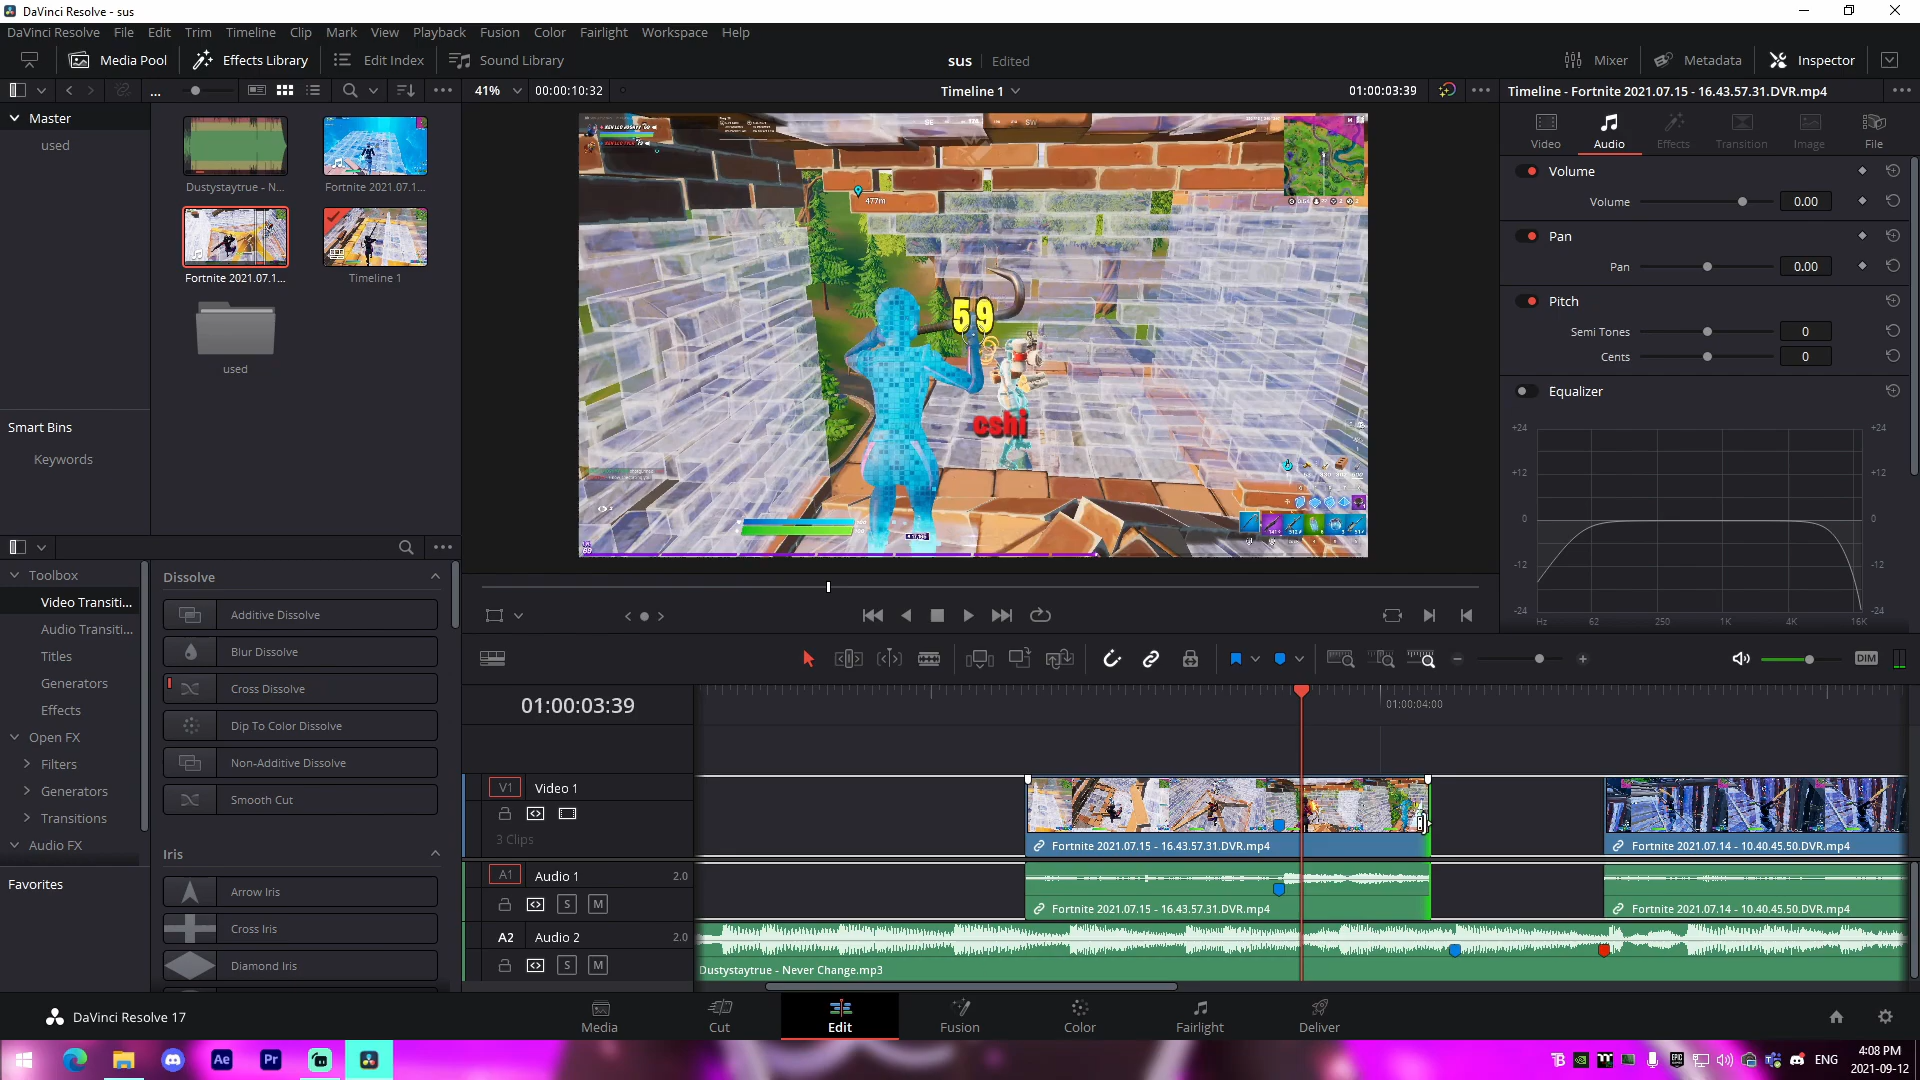 DaVinci Resolve - sus
DaVinci Resolve File Edit Trim Timeline Clip Mark View Playback Fusion Color Fairlight Workspace Help
Media Pool Effects Library Edit Index Sound Library sus Edited Mixer Metadata Inspector
... 41% 00:00:10:32 Timeline 1 01:00:03:39 Timeline - Fortnite 2021.07.15 - 16.43.57.31.DVR.mp4
Master
used
Dustystaytrue - N... Fortnite 2021.07.1...
Fortnite 2021.07.1... Timeline 1
used
Smart Bins
Keywords
477m
59
cshi
Video Audio Effects Transition Image File
Volume
Volume 0.00
Pan
Pan 0.00
Pitch
Semi Tones 0
Cents 0
Equalizer
+24 +24
+12 +12
0 0
-12 -12
-24 -24
Hz 62 250 1K 4K 16K
Toolbox
Video Transiti...
Audio Transiti...
Titles
Generators
Effects
Open FX
Filters
Generators
Transitions
Audio FX
Favorites
Dissolve
Additive Dissolve
Blur Dissolve
Cross Dissolve
Dip To Color Dissolve
Non-Additive Dissolve
Smooth Cut
Iris
Arrow Iris
Cross Iris
Diamond Iris
DIM
01:00:03:39 01:00:04:00
V1 Video 1
3 Clips
Fortnite 2021.07.15 - 16.43.57.31.DVR.mp4 Fortnite 2021.07.14 - 10.40.45.50.DVR.mp4
A1 Audio 1 2.0
S M
Fortnite 2021.07.15 - 16.43.57.31.DVR.mp4 Fortnite 2021.07.14 - 10.40.45.50.DVR.mp4
A2 Audio 2 2.0
S M
Dustystaytrue - Never Change.mp3
DaVinci Resolve 17
Media Cut Edit Fusion Color Fairlight Deliver
Ae Pr
ENG
4:08 PM
2021-09-12